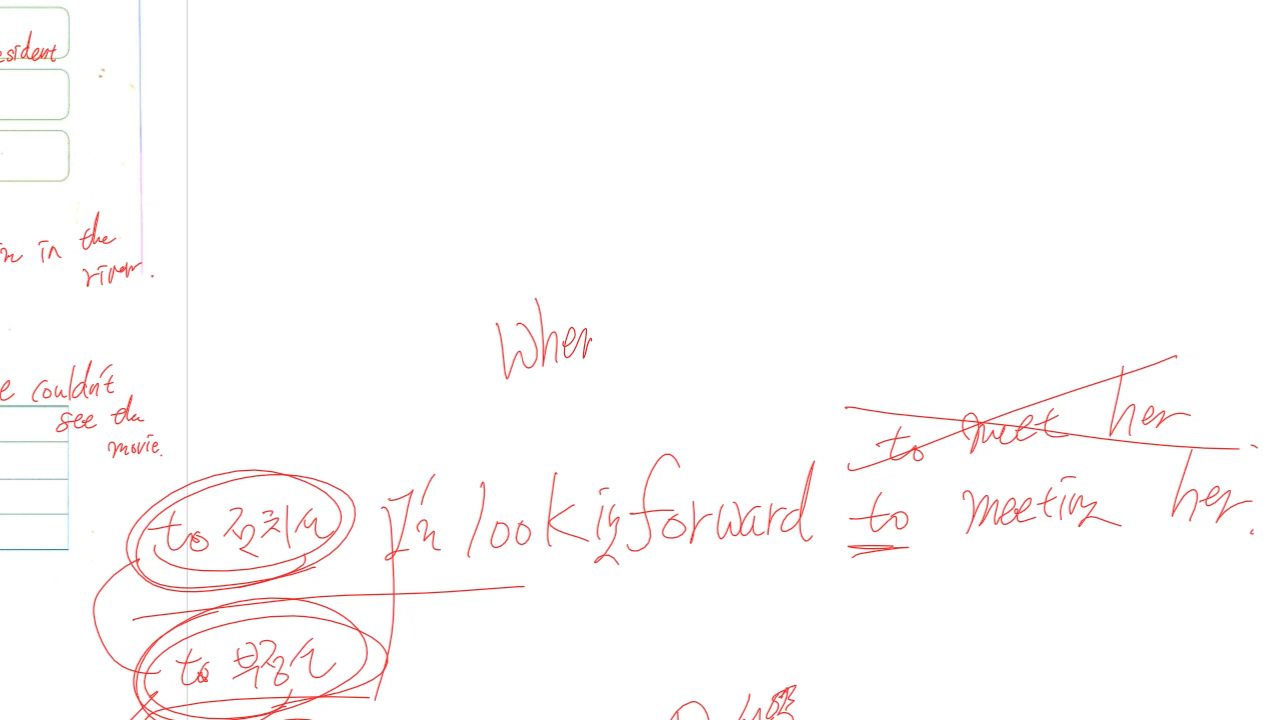 esident
in the
river.
e couldn't
see the
movie.
When
to meet her
I'm looking forward to meeting her.
to 전치사
to 부정사